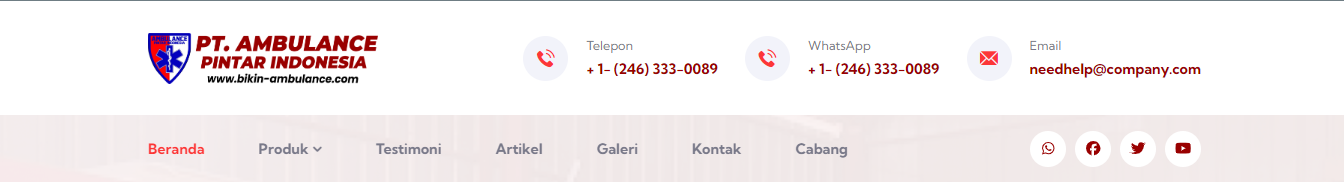 AMBULANCE
PT. AMBULANCE
PINTAR INDONESIA
www.bikin-ambulance.com
Telepon
+ 1- (246) 333-0089
WhatsApp
+ 1- (246) 333-0089
Email
needhelp@company.com
Beranda
Produk
Testimoni
Artikel
Galeri
Kontak
Cabang